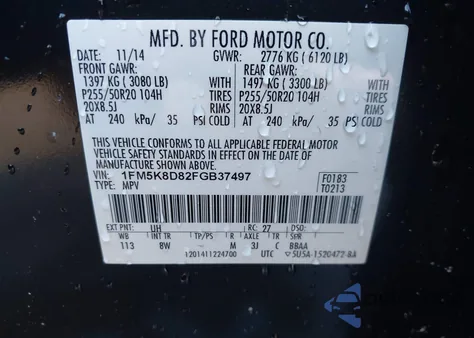 MFD. BY FORD MOTOR CO.
DATE: 11/14 GVWR: 2776 KG ( 6120 LB)
FRONT GAWR: REAR GAWR:
1397 KG ( 3080 LB) 1497 KG ( 3300 LB)
P255/50R20 104H TIRES P255/50R20 104H TIRES
20X8.5J RIMS 20X8.5J RIMS
AT 240 kPa/ 35 PSI COLD AT 240 kPa/ 35 PSI COLD
THIS VEHICLE CONFORMS TO ALL APPLICABLE FEDERAL MOTOR
VEHICLE SAFETY AND THEFT PREVENTION STANDARDS IN EFFECT ON THE
DATE OF MANUFACTURE SHOWN ABOVE.
VIN: 1FM5K8D82FGB37497 F0183
TYPE: MPV T0213
EXT PNT: UH RC: 27 DSO:
WB INT TR TP/PS R AXLE TR SPR
113 8W – M 3J C BBAA
1201411224700 UTC 5U5A-1520472-BA